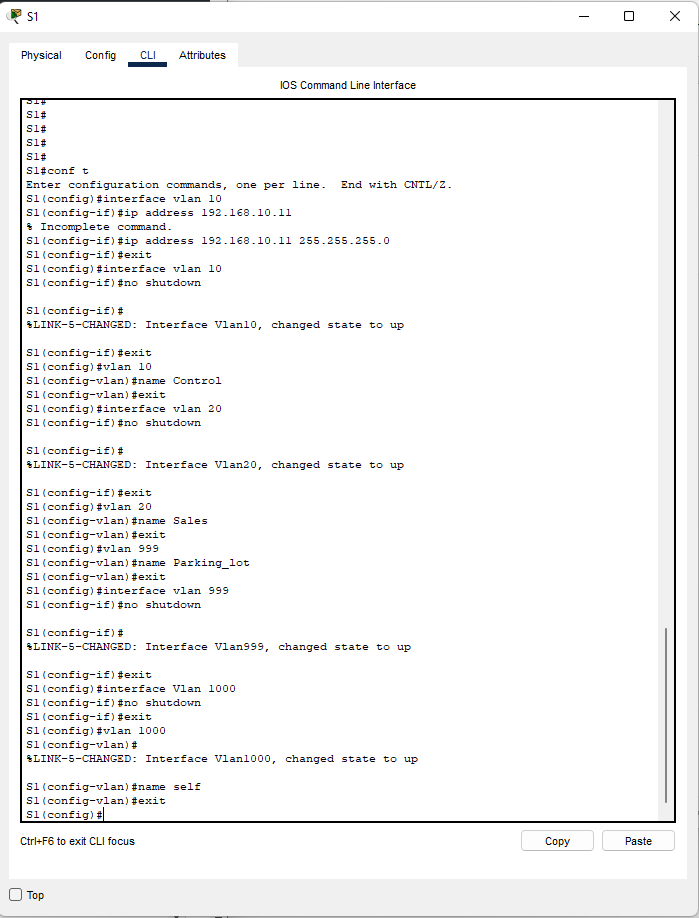 S1
Physical Config CLI Attributes
IOS Command Line Interface
S1#
S1#
S1#
S1#
S1#
S1#conf t
Enter configuration commands, one per line.  End with CNTL/Z.
S1(config)#interface vlan 10
S1(config-if)#ip address 192.168.10.11
% Incomplete command.
S1(config-if)#ip address 192.168.10.11 255.255.255.0
S1(config-if)#exit
S1(config)#interface vlan 10
S1(config-if)#no shutdown
S1(config-if)#
%LINK-5-CHANGED: Interface Vlan10, changed state to up
S1(config-if)#exit
S1(config)#vlan 10
S1(config-vlan)#name Control
S1(config-vlan)#exit
S1(config)#interface vlan 20
S1(config-if)#no shutdown
S1(config-if)#
%LINK-5-CHANGED: Interface Vlan20, changed state to up
S1(config-if)#exit
S1(config)#vlan 20
S1(config-vlan)#name Sales
S1(config-vlan)#exit
S1(config)#vlan 999
S1(config-vlan)#name Parking_lot
S1(config-vlan)#exit
S1(config)#interface vlan 999
S1(config-if)#no shutdown
S1(config-if)#
%LINK-5-CHANGED: Interface Vlan999, changed state to up
S1(config-if)#exit
S1(config)#interface Vlan 1000
S1(config-if)#no shutdown
S1(config-if)#exit
S1(config)#vlan 1000
S1(config-vlan)#
%LINK-5-CHANGED: Interface Vlan1000, changed state to up
S1(config-vlan)#name self
S1(config-vlan)#exit
S1(config)#
Ctrl+F6 to exit CLI focus
Copy Paste
Top